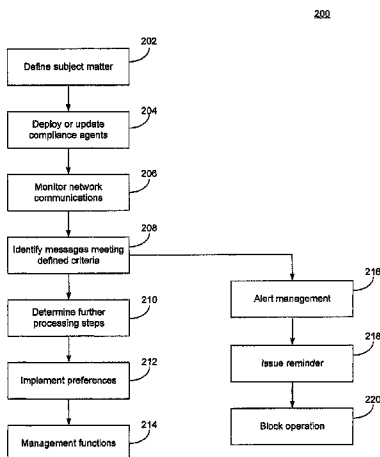 200
202
Define subject matter
204
Deploy or update
compliance agents
206
Monitor network
communications
208
Identify messages meeting
defined criteria
210
Determine further
processing steps
212
Implement preferences
214
Management functions
216
Alert management
218
Issue reminder
220
Block operation